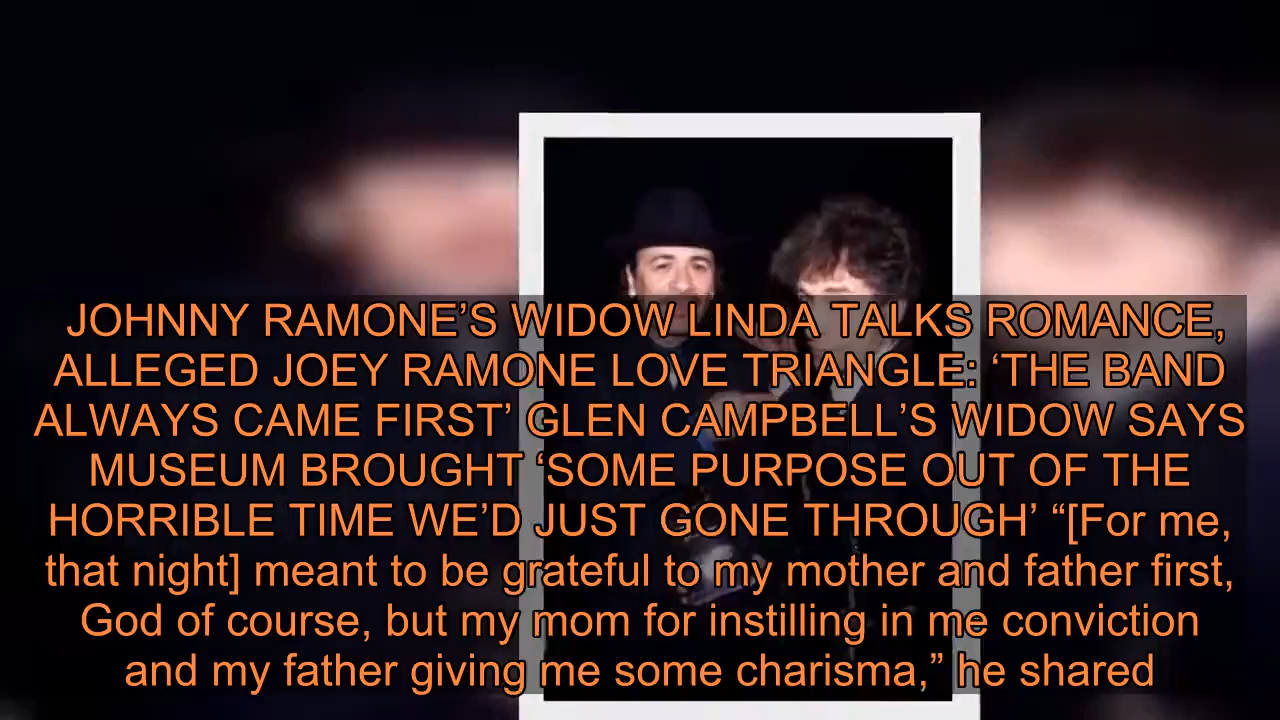 JOHNNY RAMONE’S WIDOW LINDA TALKS ROMANCE,
ALLEGED JOEY RAMONE LOVE TRIANGLE: ‘THE BAND
ALWAYS CAME FIRST’ GLEN CAMPBELL’S WIDOW SAYS
MUSEUM BROUGHT ‘SOME PURPOSE OUT OF THE
HORRIBLE TIME WE’D JUST GONE THROUGH’ “[For me,
that night] meant to be grateful to my mother and father first,
God of course, but my mom for instilling in me conviction
and my father giving me some charisma,” he shared